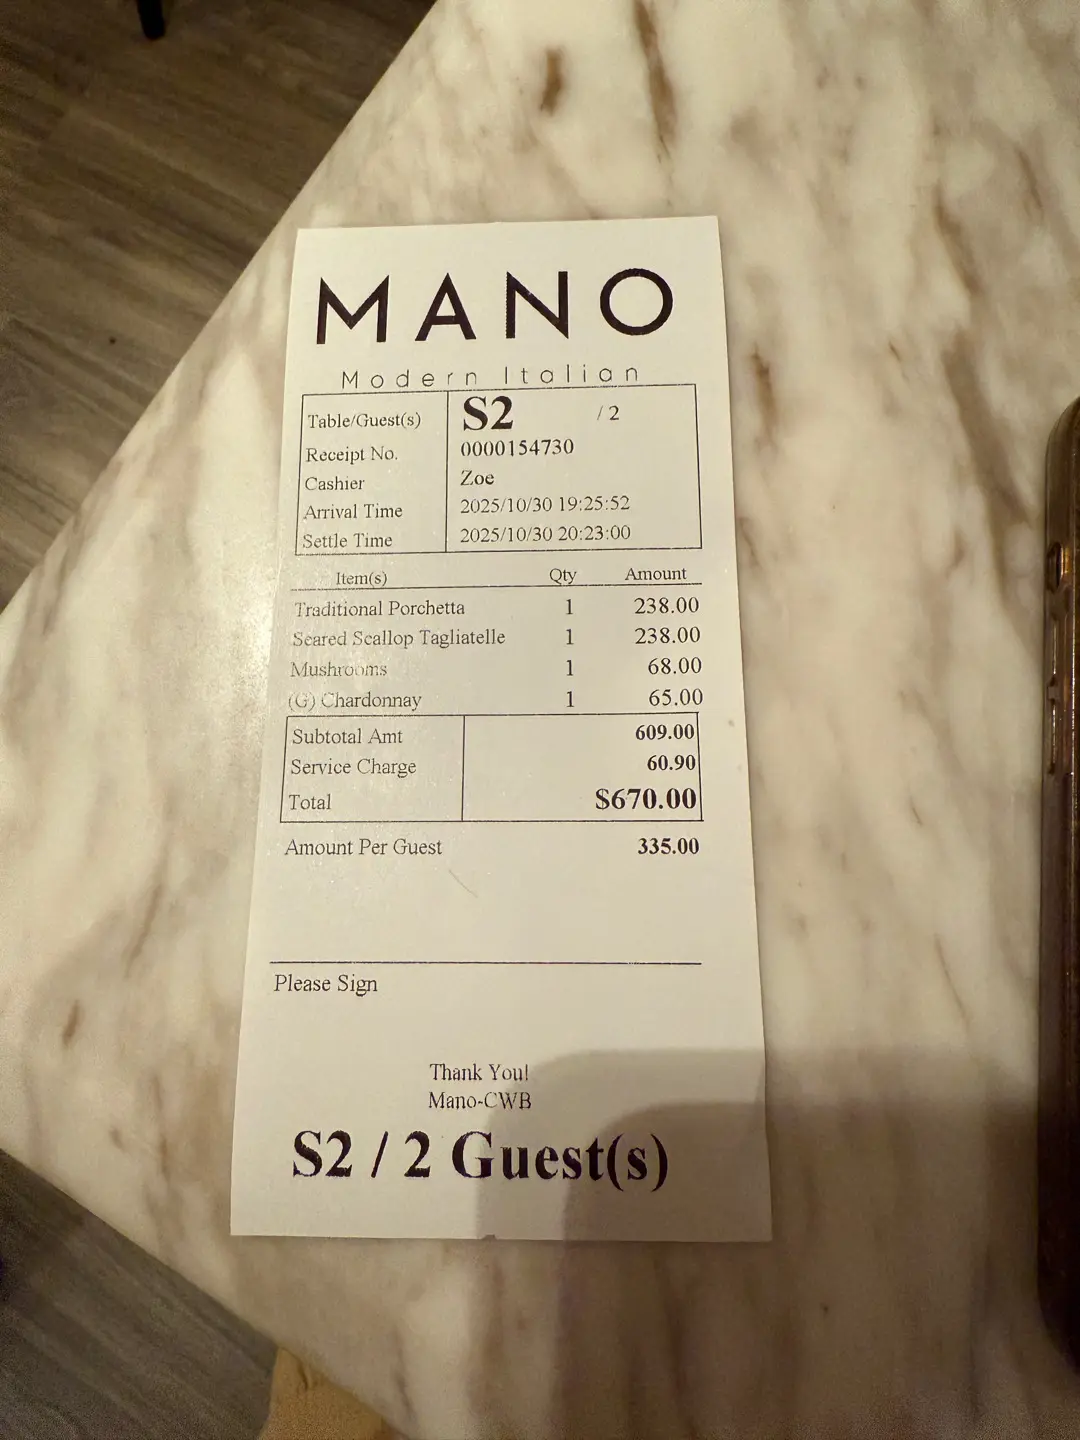 MANO
Modern Italian
Table/Guest(s) S2 / 2
Receipt No. 0000154730
Cashier Zoe
Arrival Time 2025/10/30 19:25:52
Settle Time 2025/10/30 20:23:00
Item(s) Qty Amount
Traditional Porchetta 1 238.00
Seared Scallop Tagliatelle 1 238.00
Mushrooms 1 68.00
(G) Chardonnay 1 65.00
Subtotal Amt 609.00
Service Charge 60.90
Total $670.00
Amount Per Guest 335.00
Please Sign
Thank You!
Mano-CWB
S2 / 2 Guest(s)